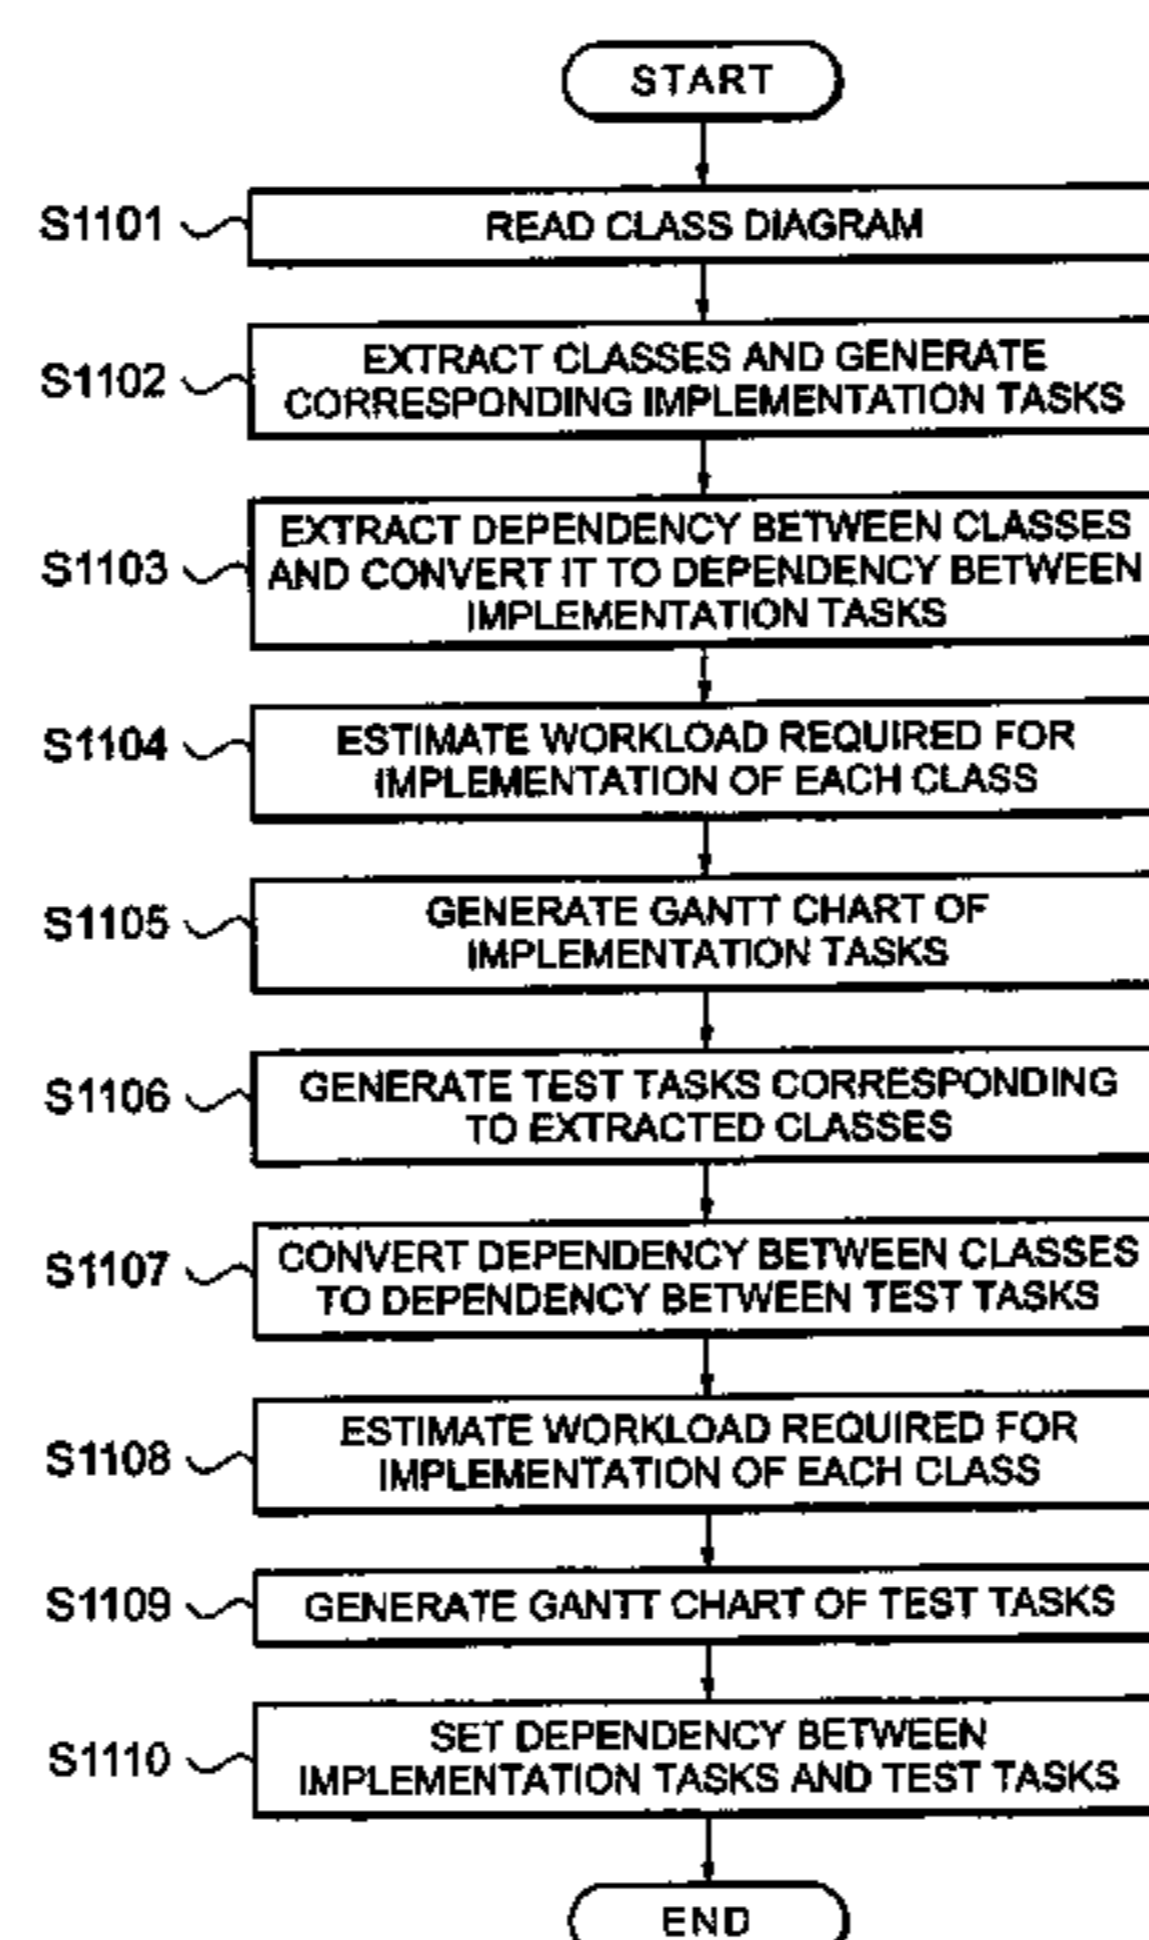 START
S1101
READ CLASS DIAGRAM
S1102
EXTRACT CLASSES AND GENERATE
CORRESPONDING IMPLEMENTATION TASKS
S1103
EXTRACT DEPENDENCY BETWEEN CLASSES
AND CONVERT IT TO DEPENDENCY BETWEEN
IMPLEMENTATION TASKS
S1104
ESTIMATE WORKLOAD REQUIRED FOR
IMPLEMENTATION OF EACH CLASS
S1105
GENERATE GANTT CHART OF
IMPLEMENTATION TASKS
S1106
GENERATE TEST TASKS CORRESPONDING
TO EXTRACTED CLASSES
S1107
CONVERT DEPENDENCY BETWEEN CLASSES
TO DEPENDENCY BETWEEN TEST TASKS
S1108
ESTIMATE WORKLOAD REQUIRED FOR
IMPLEMENTATION OF EACH CLASS
S1109
GENERATE GANTT CHART OF TEST TASKS
S1110
SET DEPENDENCY BETWEEN
IMPLEMENTATION TASKS AND TEST TASKS
END